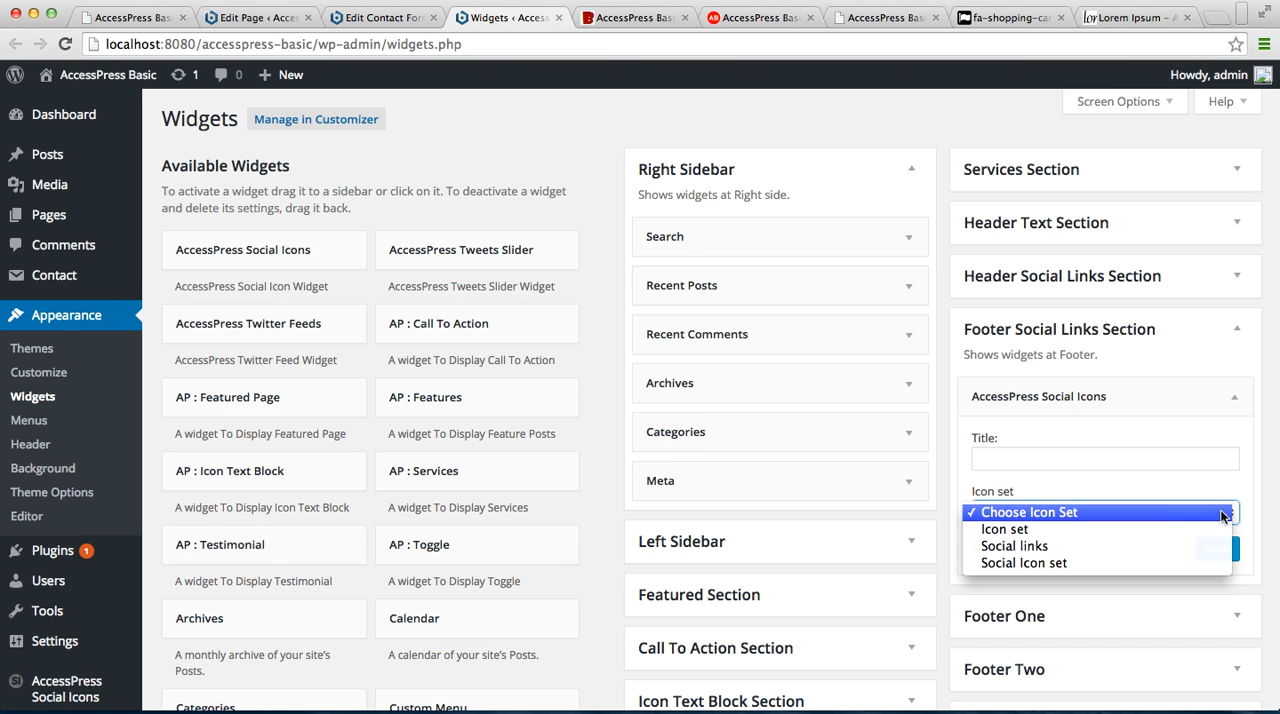 AccessPress Basi
Edit Page ‹ Acces
Edit Contact For
Widgets ‹ Access
AccessPress Basi
AccessPress Basi
AccessPress Basi
fa-shopping-car
Lorem Ipsum - A
localhost:8080/accesspress-basic/wp-admin/widgets.php
AccessPress Basic
1
0
New
Howdy, admin
Dashboard
Posts
Media
Pages
Comments
Contact
Appearance
Themes
Customize
Widgets
Menus
Header
Background
Theme Options
Editor
Plugins 1
Users
Tools
Settings
AccessPress
Social Icons
Screen Options
Help
Widgets
Manage in Customizer
Available Widgets
To activate a widget drag it to a sidebar or click on it. To deactivate a widget
and delete its settings, drag it back.
AccessPress Social Icons
AccessPress Tweets Slider
AccessPress Social Icon Widget
AccessPress Tweets Slider Widget
AccessPress Twitter Feeds
AP : Call To Action
AccessPress Twitter Feed Widget
A widget To Display Call To Action
AP : Featured Page
AP : Features
A widget To Display Featured Page
A widget To Display Feature Posts
AP : Icon Text Block
AP : Services
A widget To Display Icon Text Block
A widget To Display Services
AP : Testimonial
AP : Toggle
A widget To Display Testimonial
A widget To Display Toggle
Archives
Calendar
A monthly archive of your site's
Posts.
A calendar of your site's Posts.
Categories
Custom Menu
Right Sidebar
Shows widgets at Right side.
Search
Recent Posts
Recent Comments
Archives
Categories
Meta
Left Sidebar
Featured Section
Call To Action Section
Icon Text Block Section
Services Section
Header Text Section
Header Social Links Section
Footer Social Links Section
Shows widgets at Footer.
AccessPress Social Icons
Title:
Icon set
✓ Choose Icon Set
Icon set
Social links
Social Icon set
Footer One
Footer Two